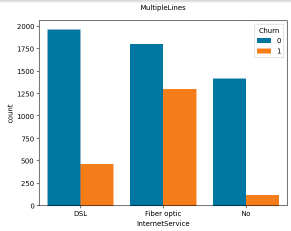 MultipleLines
Churn
0
1
2000
1750
1500
1250
1000
750
500
250
0
count
DSL
Fiber optic
No
InternetService